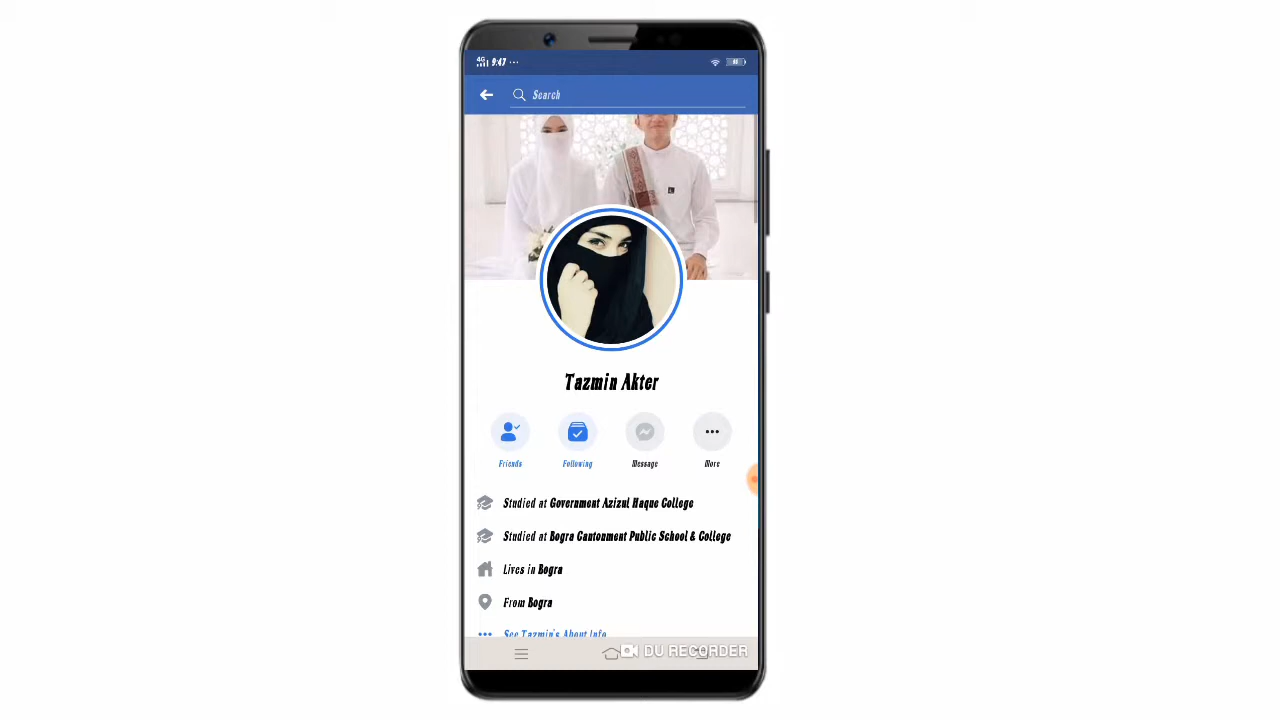 4G 9:47 ...
Search
Tazmin Akter
Friends Following Message More
Studied at Government Azizul Haque College
Studied at Bogra Cantonment Public School & College
Lives in Bogra
From Bogra
See Tazmin's About Info
DU RECORDER